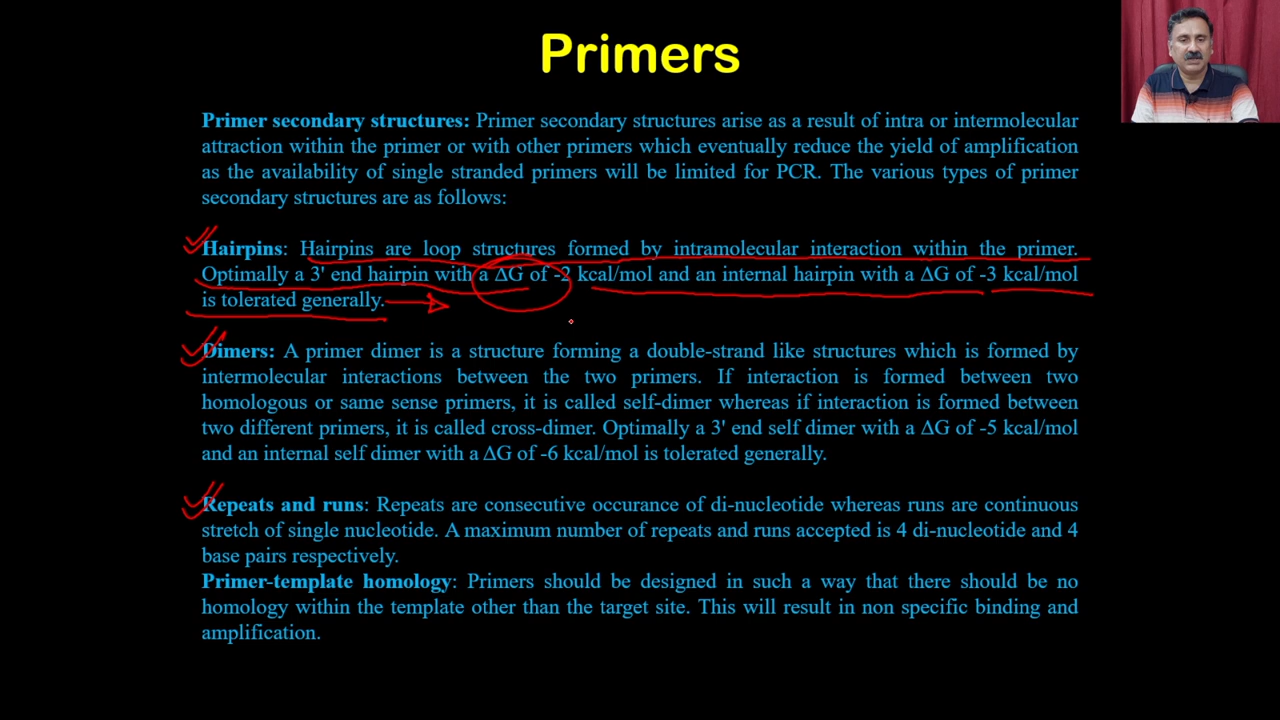 Primers
Primer secondary structures: Primer secondary structures arise as a result of intra or intermolecular
attraction within the primer or with other primers which eventually reduce the yield of amplification
as the availability of single stranded primers will be limited for PCR. The various types of primer
secondary structures are as follows:
Hairpins: Hairpins are loop structures formed by intramolecular interaction within the primer.
Optimally a 3' end hairpin with a ΔG of -2 kcal/mol and an internal hairpin with a ΔG of -3 kcal/mol
is tolerated generally.
Dimers: A primer dimer is a structure forming a double-strand like structures which is formed by
intermolecular interactions between the two primers. If interaction is formed between two
homologous or same sense primers, it is called self-dimer whereas if interaction is formed between
two different primers, it is called cross-dimer. Optimally a 3' end self dimer with a ΔG of -5 kcal/mol
and an internal self dimer with a ΔG of -6 kcal/mol is tolerated generally.
Repeats and runs: Repeats are consecutive occurance of di-nucleotide whereas runs are continuous
stretch of single nucleotide. A maximum number of repeats and runs accepted is 4 di-nucleotide and 4
base pairs respectively.
Primer-template homology: Primers should be designed in such a way that there should be no
homology within the template other than the target site. This will result in non specific binding and
amplification.